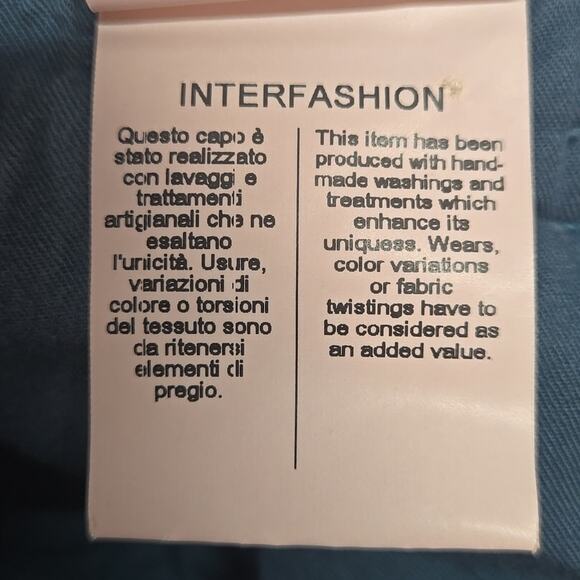 INTERFASHION
Questo capo è
stato realizzato
con lavaggi e
trattamenti
artigianali che ne
esaltano
l'unicità. Usure,
variazioni di
colore o torsioni
del tessuto sono
da ritenersi
elementi di
pregio.
This item has been
produced with hand-
made washings and
treatments which
enhance its
uniquess. Wears,
color variations
or fabric
twistings have to
be considered as
an added value.